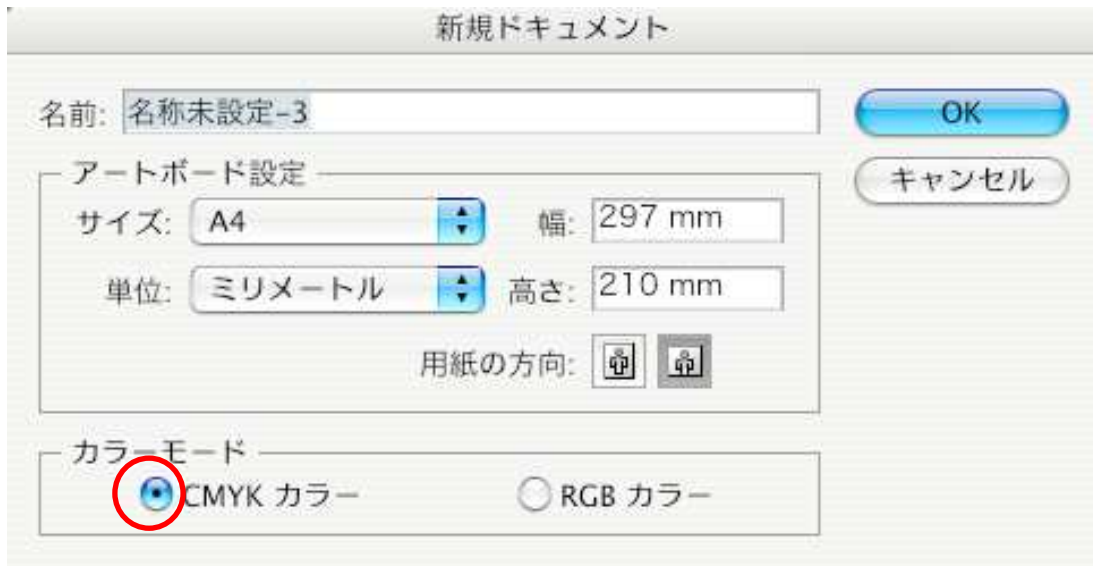 新規ドキュメント
名前: 名称未設定-3
OK
キャンセル
アートボード設定
サイズ: A4 幅: 297 mm
単位: ミリメートル 高さ: 210 mm
用紙の方向:
カラーモード
CMYK カラー RGB カラー